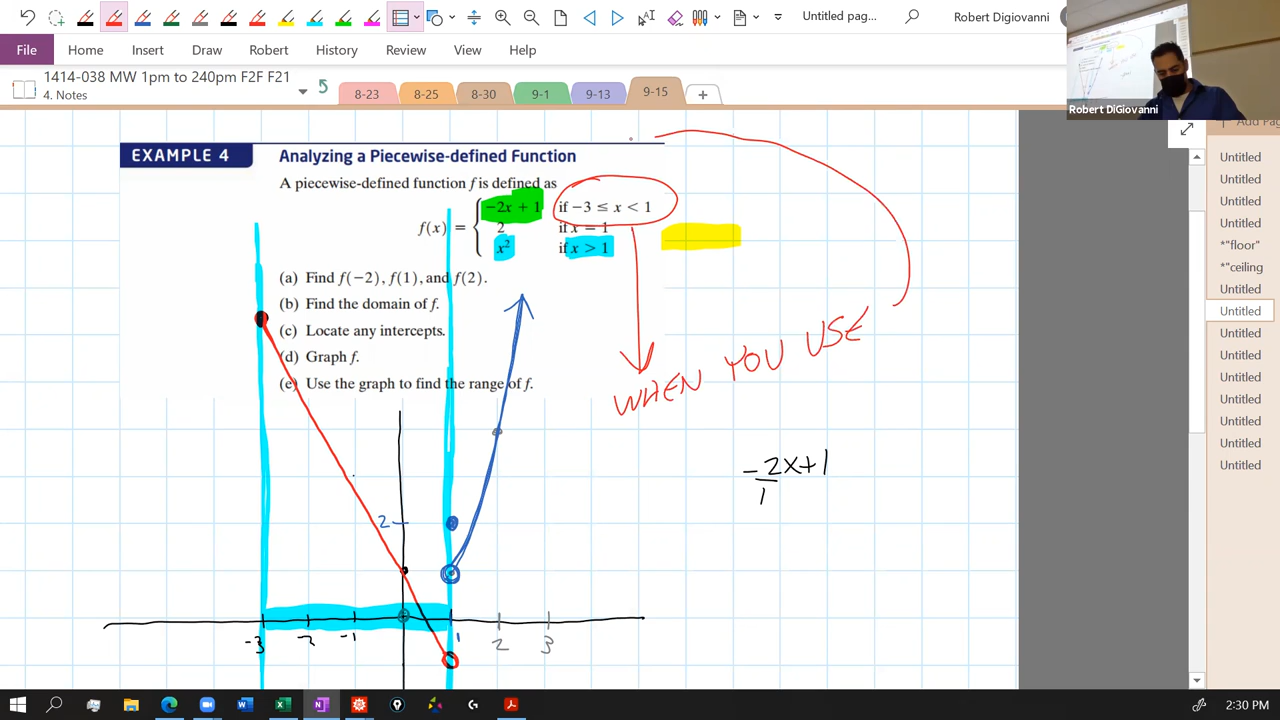 Untitled pag...
Robert Digiovanni
File
Home
Insert
Draw
Robert
History
Review
View
Help
1414-038 MW 1pm to 240pm F2F F21
4. Notes
8-23
8-25
8-30
9-1
9-13
9-15
Robert DiGiovanni
Add Page
EXAMPLE 4
Analyzing a Piecewise-defined Function
A piecewise-defined function f is defined as
−2x + 1 if −3 ≤ x < 1
f(x) = { 2 if x = 1
x² if x > 1
(a) Find f(−2), f(1), and f(2).
(b) Find the domain of f.
(c) Locate any intercepts.
(d) Graph f.
(e) Use the graph to find the range of f.
WHEN YOU USE
-2x+1
1
2
-3 -2 -1 1 2 3
Untitled
Untitled
Untitled
Untitled
*"floor"
*"ceiling
Untitled
Untitled
Untitled
Untitled
Untitled
Untitled
Untitled
Untitled
Untitled
2:30 PM